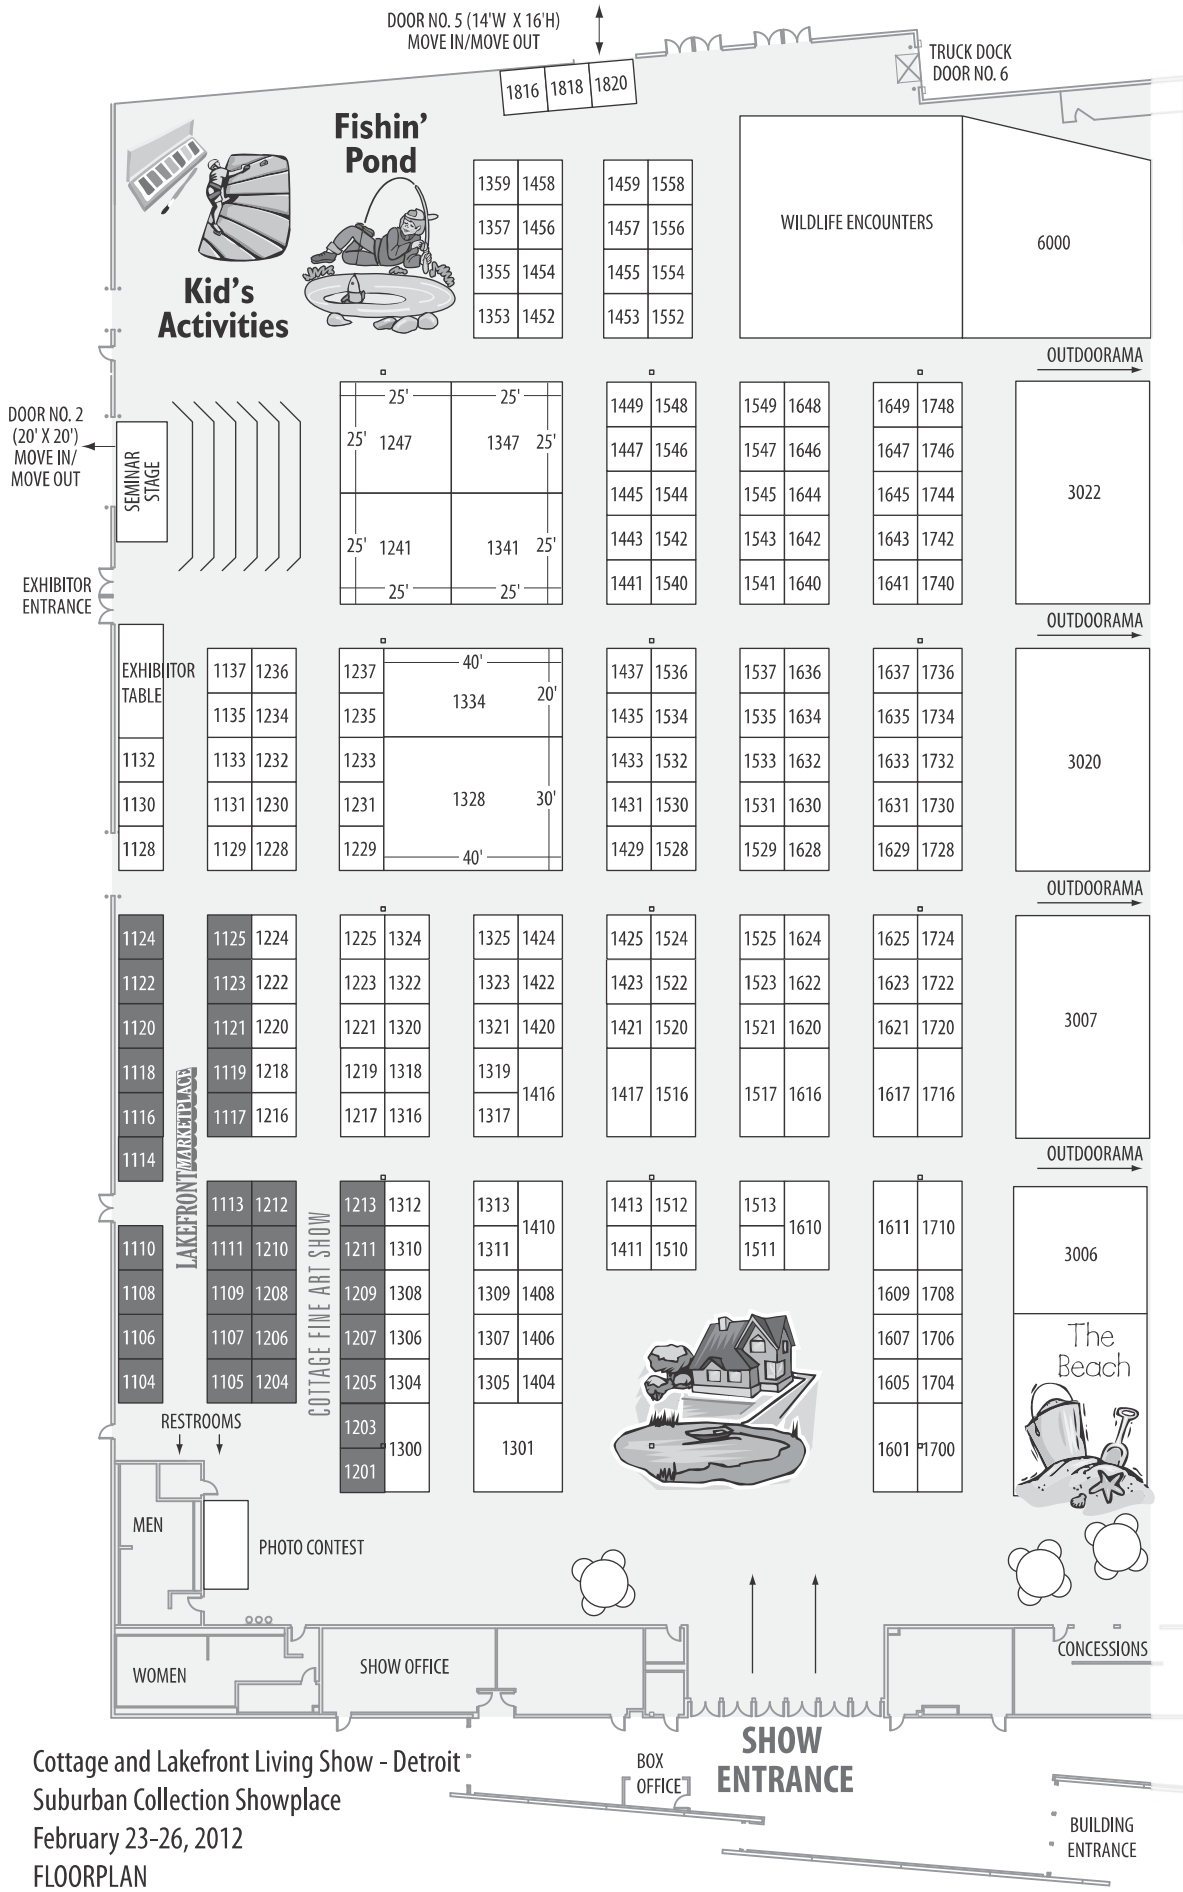 DOOR NO. 5 (14'W X 16'H)
MOVE IN/MOVE OUT
TRUCK DOCK
DOOR NO. 6
1816 1818 1820
Fishin'
Pond
Kid's
Activities
1359 1458 1459 1558
1357 1456 1457 1556
1355 1454 1455 1554
1353 1452 1453 1552
WILDLIFE ENCOUNTERS
6000
OUTDOORAMA
DOOR NO. 2
(20' X 20')
MOVE IN/
MOVE OUT
SEMINAR
STAGE
25' 25'
25' 1247 1347 25'
25' 1241 1341 25'
25' 25'
1449 1548 1549 1648 1649 1748
1447 1546 1547 1646 1647 1746
1445 1544 1545 1644 1645 1744
1443 1542 1543 1642 1643 1742
1441 1540 1541 1640 1641 1740
3022
EXHIBITOR
ENTRANCE
OUTDOORAMA
EXHIBITOR
TABLE
1137 1236 1237 40' 1437 1536 1537 1636 1637 1736
1135 1234 1235 1334 20' 1435 1534 1535 1634 1635 1734
1132 1133 1232 1233 1433 1532 1533 1632 1633 1732
3020
1130 1131 1230 1231 1328 30' 1431 1530 1531 1630 1631 1730
1128 1129 1228 1229 40' 1429 1528 1529 1628 1629 1728
OUTDOORAMA
1124 1125 1224 1225 1324 1325 1424 1425 1524 1525 1624 1625 1724
1122 1123 1222 1223 1322 1323 1422 1423 1522 1523 1622 1623 1722
1120 1121 1220 1221 1320 1321 1420 1421 1520 1521 1620 1621 1720
3007
1118 1119 1218 1219 1318 1319
1416 1417 1516 1517 1616 1617 1716
1116 1117 1216 1217 1316 1317
1114
LAKEFRONT MARKETPLACE
OUTDOORAMA
1113 1212 1213 1312 1313 1413 1512 1513
1410 1610 1611 1710
1110 1111 1210 1211 1310 1311 1411 1510 1511
3006
1108 1109 1208 1209 1308 1309 1408 1609 1708
1106 1107 1206 1207 1306 1307 1406 1607 1706
1104 1105 1204 1205 1304 1305 1404 1605 1704
COTTAGE FINE ART SHOW
The
Beach
RESTROOMS
1203
1300 1301 1601 1700
1201
MEN
PHOTO CONTEST
WOMEN
SHOW OFFICE
CONCESSIONS
SHOW
ENTRANCE
BOX
OFFICE
BUILDING
ENTRANCE
Cottage and Lakefront Living Show - Detroit
Suburban Collection Showplace
February 23-26, 2012
FLOORPLAN